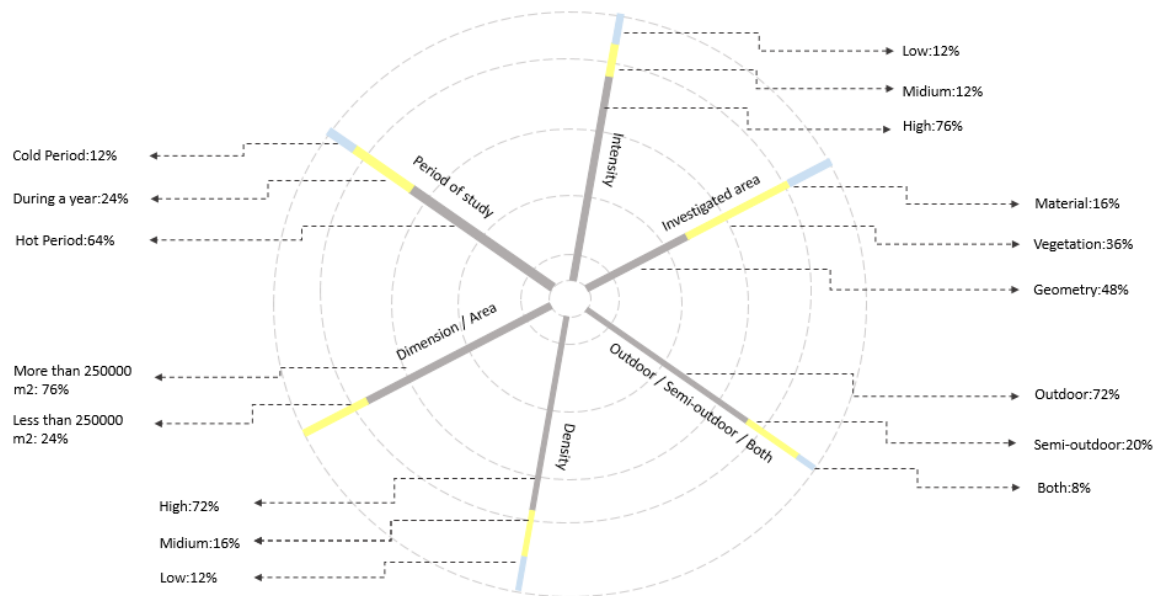 Low:12%
Midium:12%
High:76%
Intensity
Cold Period:12%
During a year:24%
Hot Period:64%
Period of study
Investigated area
Material:16%
Vegetation:36%
Geometry:48%
Dimension / Area
More than 250000
m2: 76%
Less than 250000
m2: 24%
Outdoor / Semi-outdoor / Both
Outdoor:72%
Semi-outdoor:20%
Both:8%
Density
High:72%
Midium:16%
Low:12%